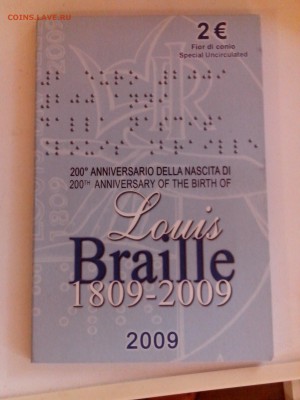 COINS.LAVE.RU
2 €
Fior di conio
Special Uncirculated
200° ANNIVERSARIO DELLA NASCITA DI
200TH ANNIVERSARY OF THE BIRTH OF
Louis
Braille
1809-2009
2009